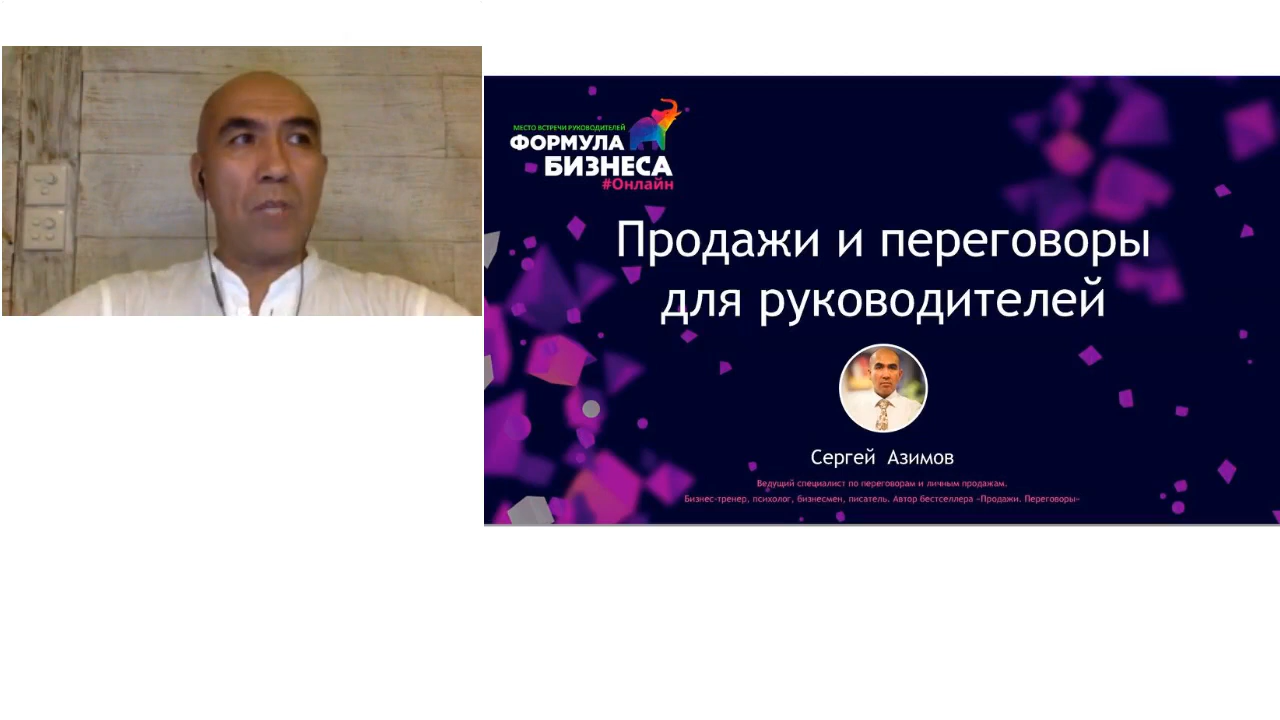 МЕСТО ВСТРЕЧИ РУКОВОДИТЕЛЕЙ
ФОРМУЛА
БИЗНЕСА
#Онлайн
Продажи и переговоры
для руководителей
Сергей Азимов
Ведущий специалист по переговорам и личным продажам.
Бизнес-тренер, психолог, бизнесмен, писатель. Автор бестселлера «Продажи. Переговоры»